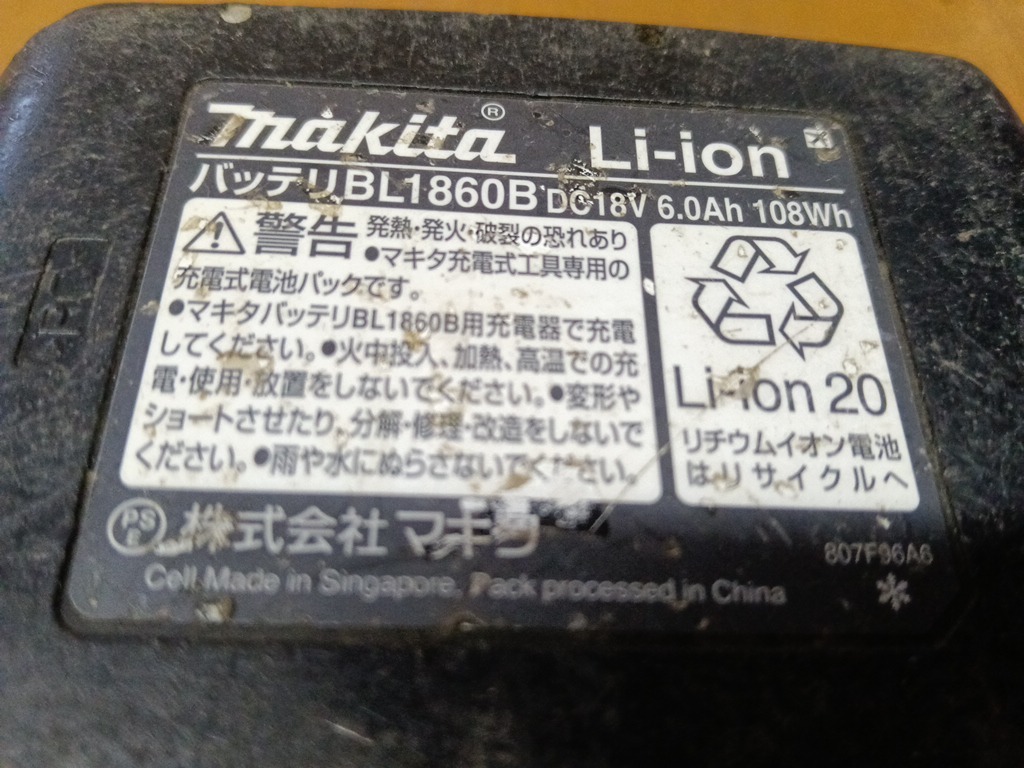 makita® Li-ion
バッテリBL1860B DC18V 6.0Ah 108Wh
警告 発熱・発火・破裂の恐れあり
●マキタ充電式工具専用の
充電式電池パックです。
●マキタバッテリBL1860B用充電器で充電
してください。●火中投入、加熱、高温での充
電・使用・放置をしないでください。●変形や
ショートさせたり、分解・修理・改造をしないで
ください。●雨や水にぬらさないでください。
Li-ion 20
リチウムイオン電池
はリサイクルへ
PS
E
株式会社マキタ
807F96A6
Cell Made in Singapore, Pack processed in China